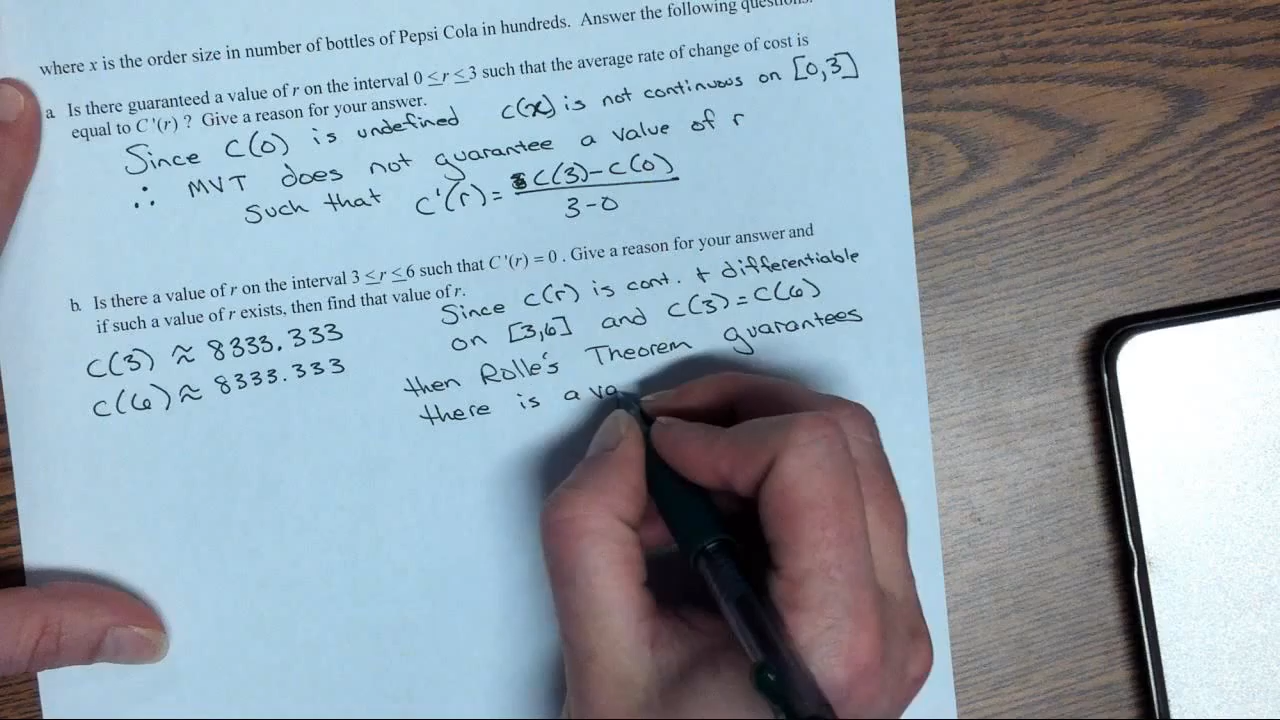 where x is the order size in number of bottles of Pepsi Cola in hundreds. Answer the following questions.
a Is there guaranteed a value of r on the interval 0 ≤ r ≤ 3 such that the average rate of change of cost is
equal to C'(r) ? Give a reason for your answer.
Since C(0) is undefined C(x) is not continuous on [0,3]
∴ MVT does not guarantee a value of r
such that C'(r) = C(3)-C(0)
3-0
b. Is there a value of r on the interval 3 ≤ r ≤ 6 such that C'(r) = 0 . Give a reason for your answer and
if such a value of r exists, then find that value of r.
C(3) ≈ 8333.333
C(6) ≈ 8333.333
Since C(r) is cont. + differentiable
on [3,6] and C(3) = C(6)
then Rolle's Theorem guarantees
there is a va